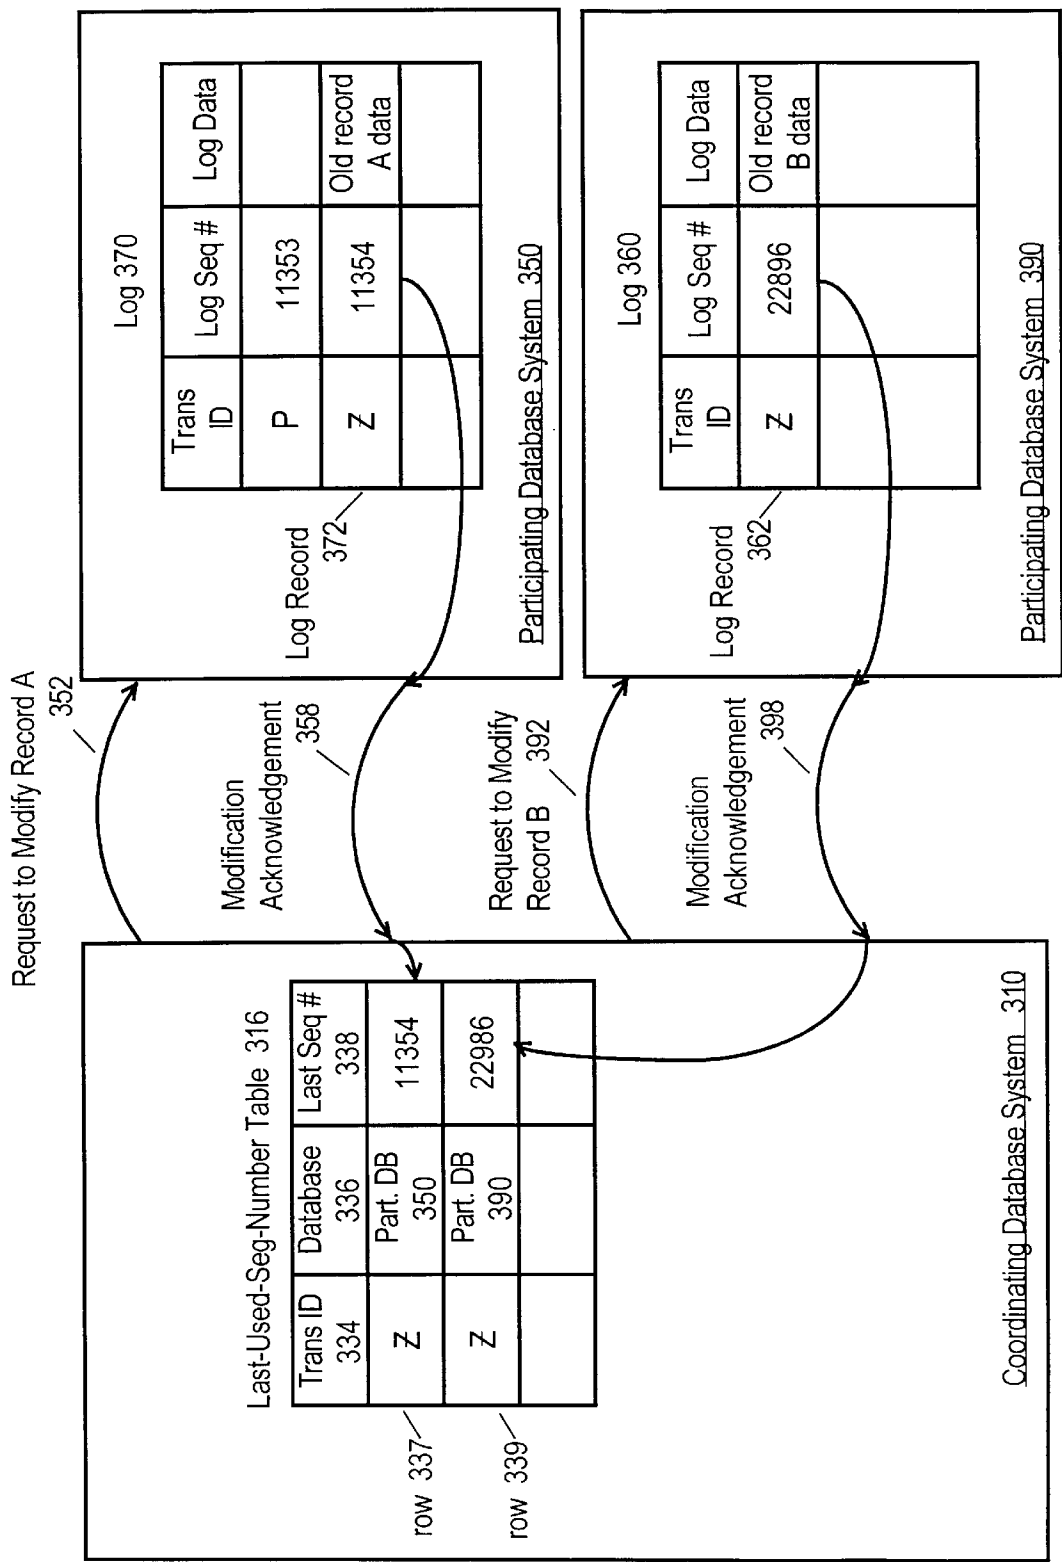 Request to Modify Record A
352
Last-Used-Seg-Number Table 316
Trans ID
334
Database
336
Last Seq #
338
row 337
Z
Part. DB
350
11354
row 339
Z
Part. DB
390
22986
Coordinating Database System 310
Modification
Acknowledgement
358
Request to Modify
Record B 392
Modification
Acknowledgement
398
Log 370
Trans
ID
Log Seq #
Log Data
P
11353
Log Record
372
Z
11354
Old record
A data
Participating Database System 350
Log 360
Trans
ID
Log Seq #
Log Data
Log Record
362
Z
22896
Old record
B data
Participating Database System 390